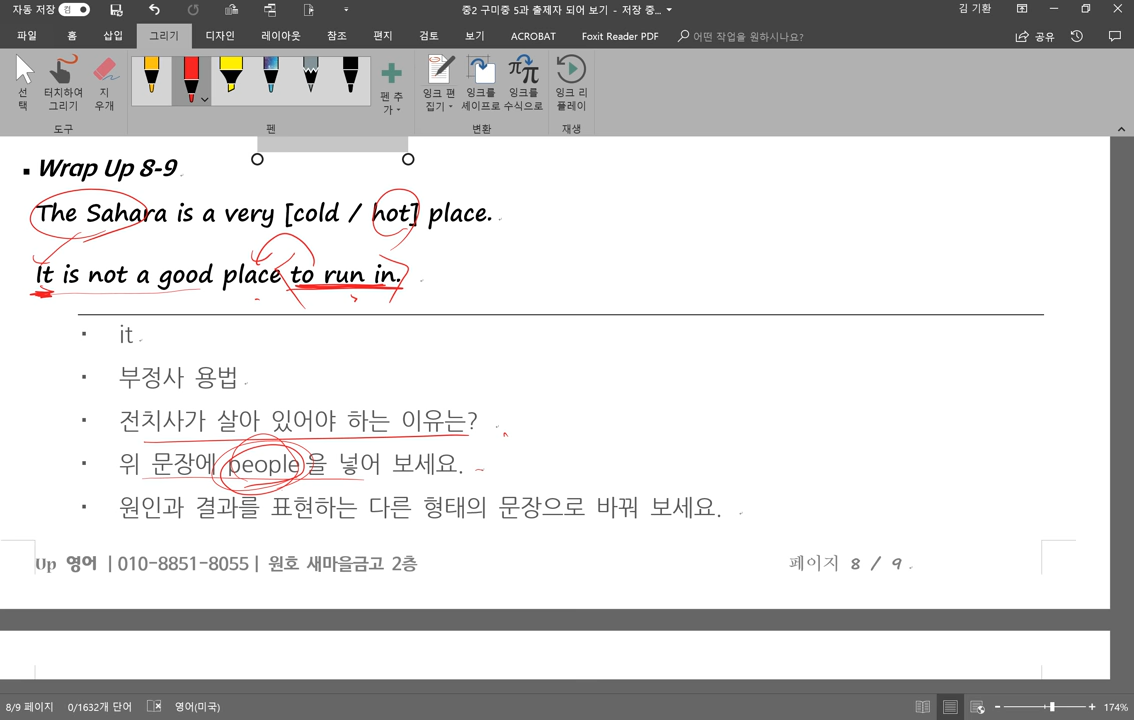 자동 저장 컴 중2 구미중 5과 출제자 되어 보기 - 저장 중... 김 기환
파일 홈 삽입 그리기 디자인 레이아웃 참조 편지 검토 보기 ACROBAT Foxit Reader PDF 어떤 작업을 원하시나요? 공유
선택 터치하여 그리기 지우개 펜 추가 잉크 편집기 잉크를 셰이프로 잉크를 수식으로 잉크 리플레이
도구 펜 변환 재생
Wrap Up 8-9
The Sahara is a very [cold / hot] place.
It is not a good place to run in.
· it
· 부정사 용법
· 전치사가 살아 있어야 하는 이유는?
· 위 문장에 people을 넣어 보세요.
· 원인과 결과를 표현하는 다른 형태의 문장으로 바꿔 보세요.
Up 영어 | 010-8851-8055 | 원호 새마을금고 2층 페이지 8 / 9
8/9 페이지 0/1632개 단어 영어(미국) 174%